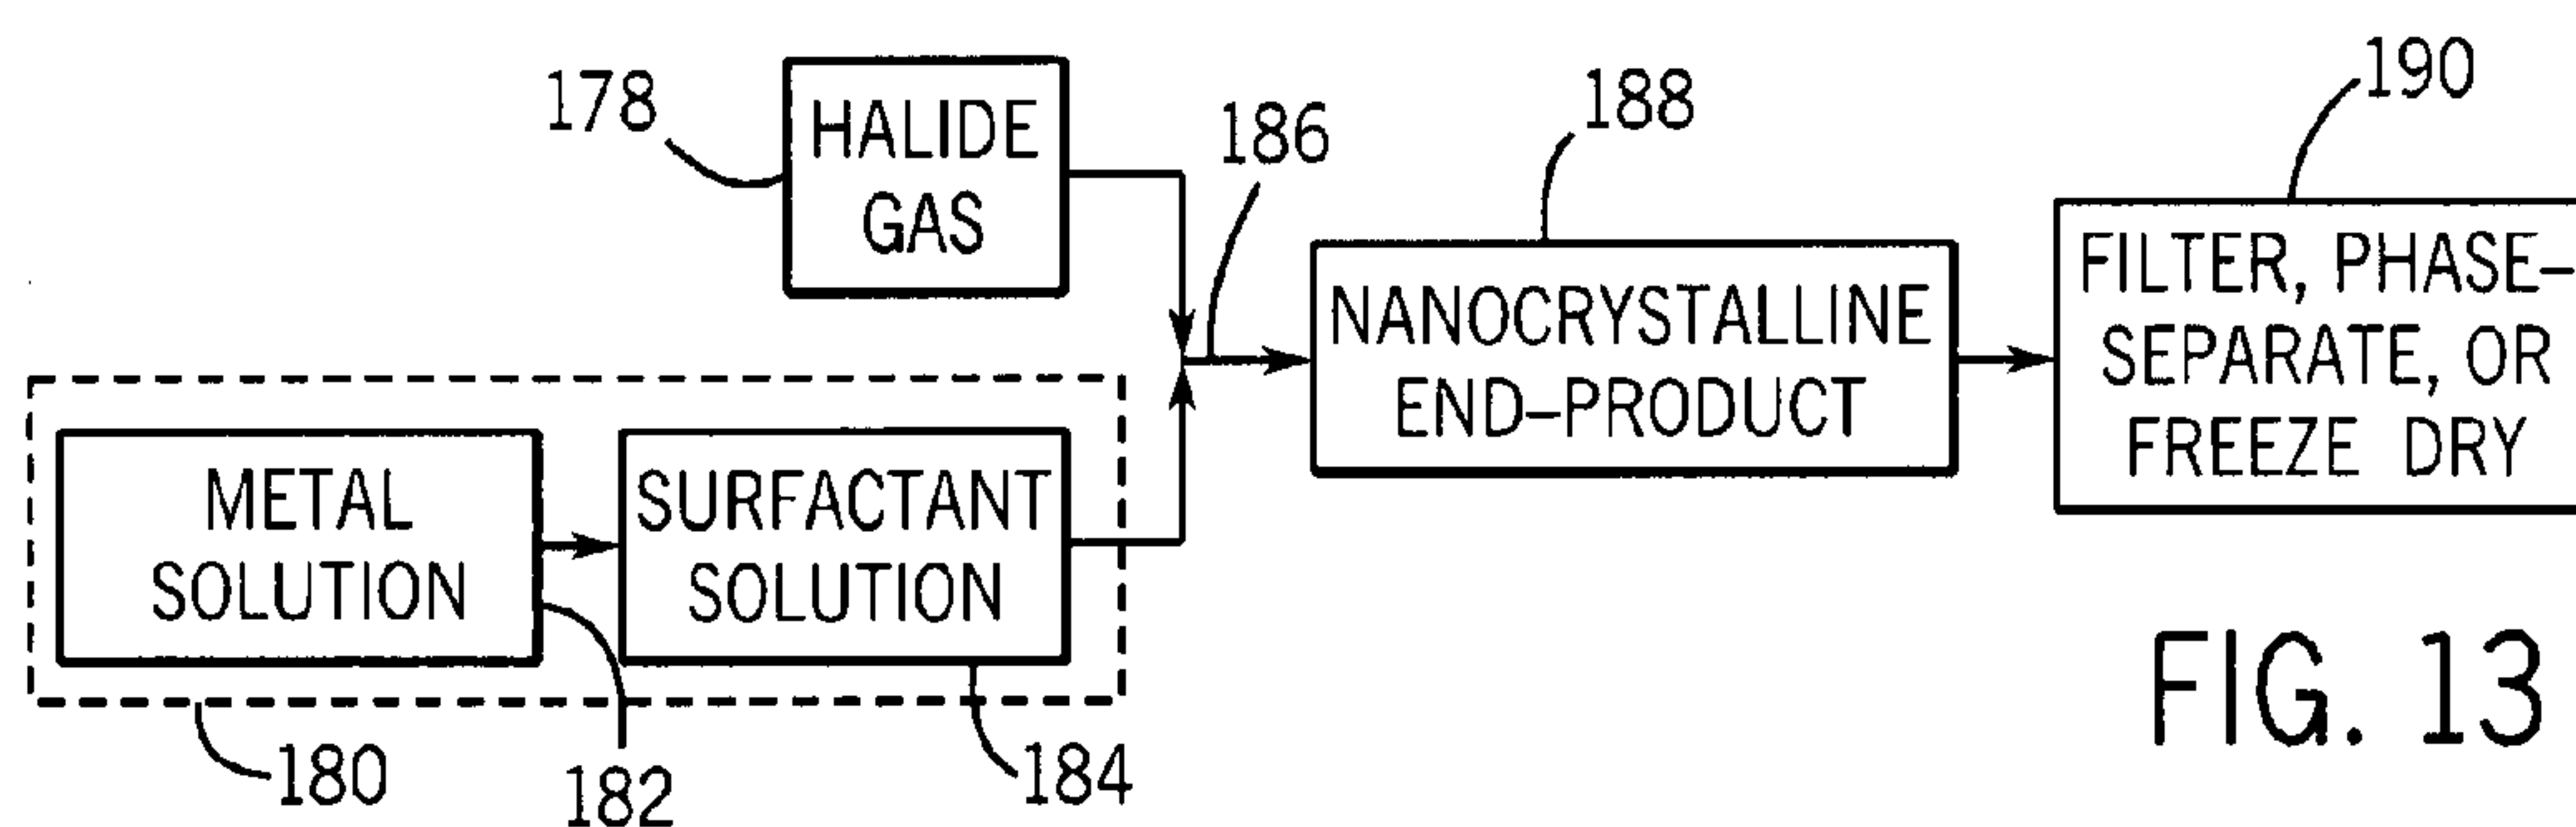 178
HALIDE
GAS
186
188
190
NANOCRYSTALLINE
END–PRODUCT
FILTER, PHASE–
SEPARATE, OR
FREEZE DRY
METAL
SOLUTION
SURFACTANT
SOLUTION
180
182
184
FIG. 13